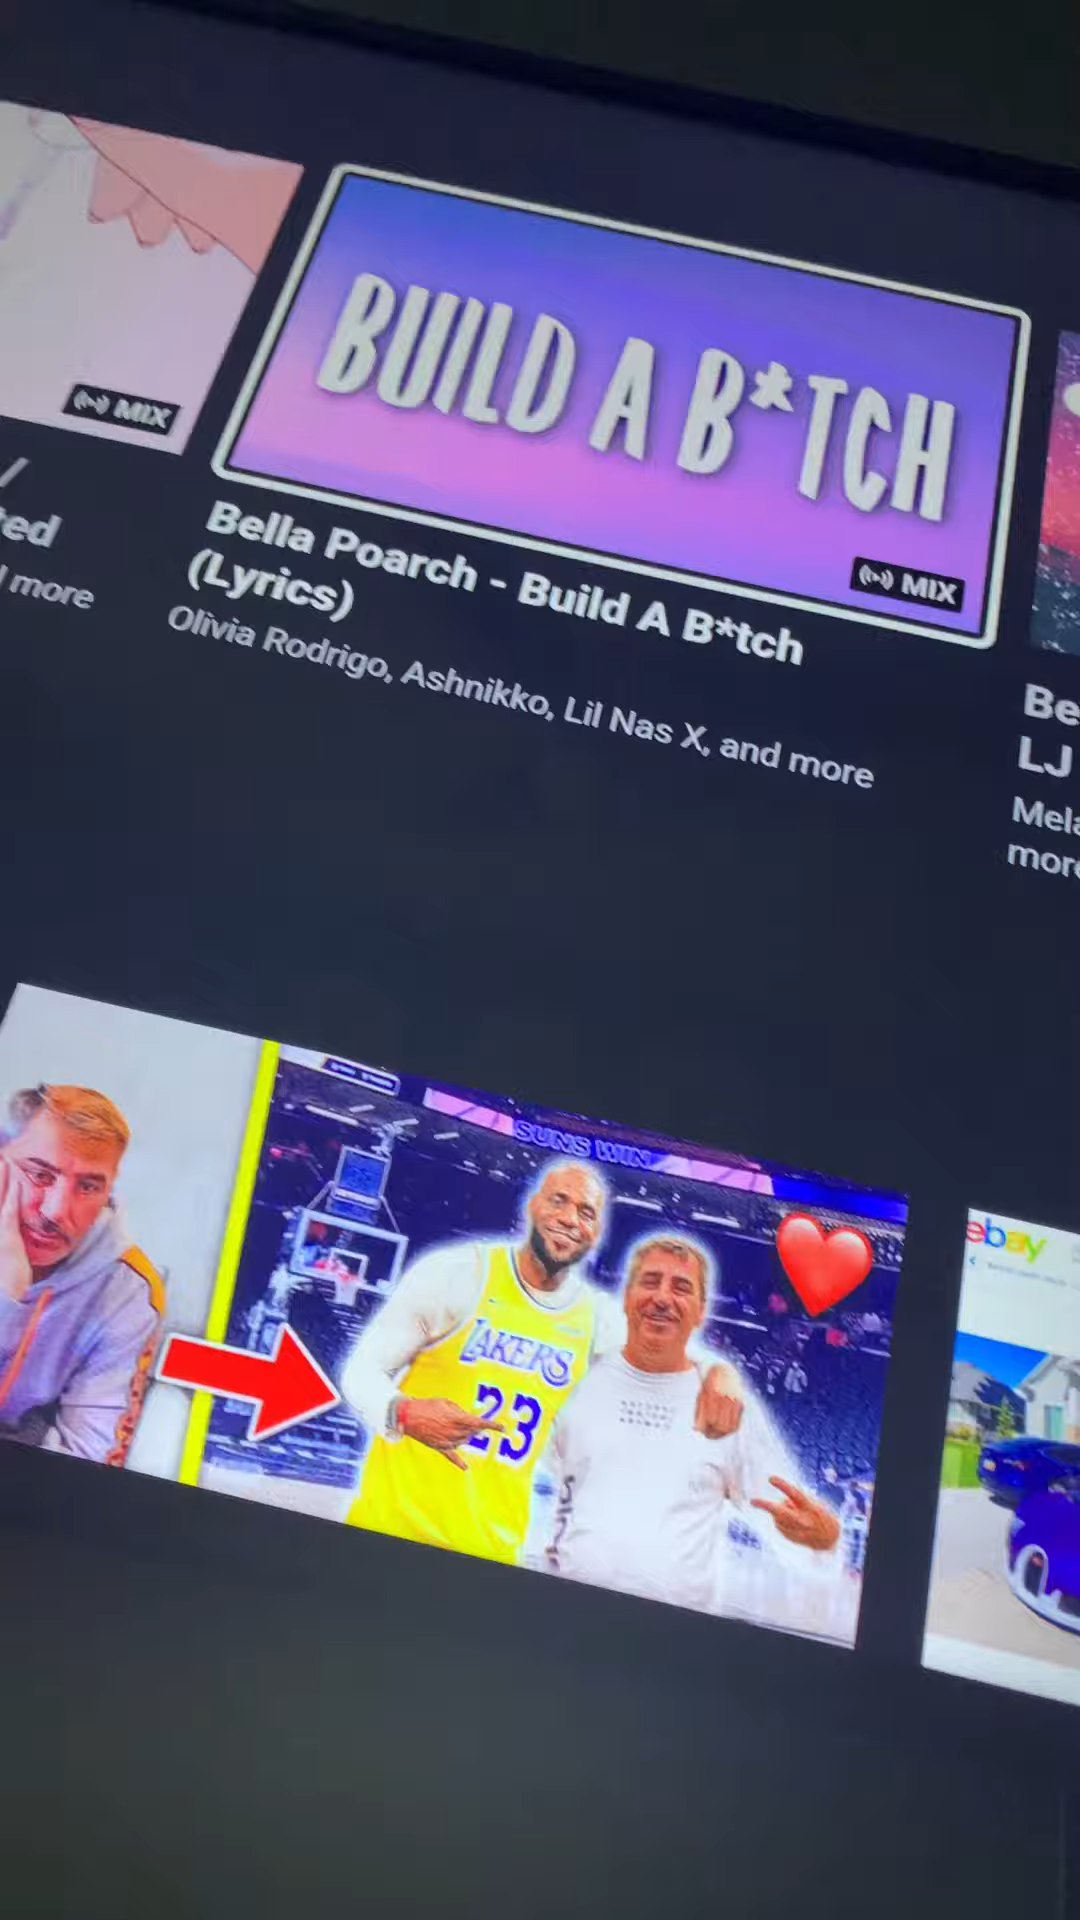 MIX
BUILD A B*TCH
MIX
/
ted
l more
Bella Poarch - Build A B*tch
(Lyrics)
Olivia Rodrigo, Ashnikko, Lil Nas X, and more
Be
LJ
Mela
more
SUNS WIN
LAKERS
23
ebay